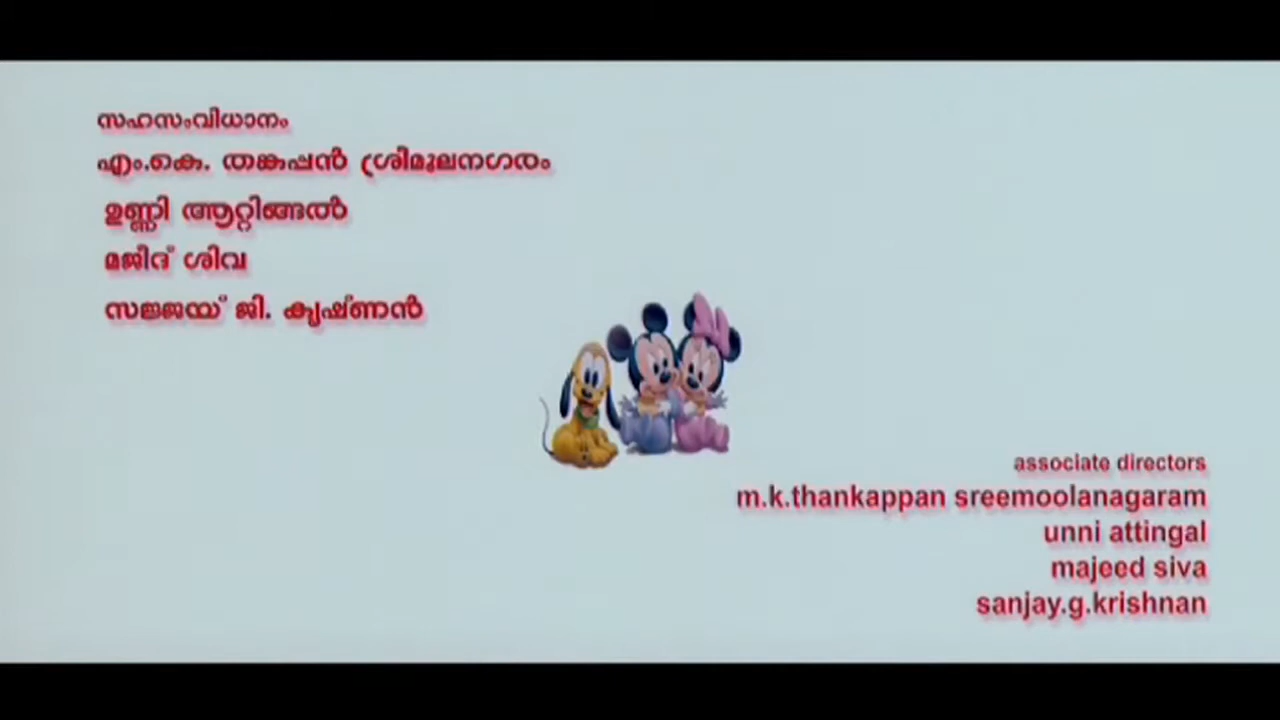 സഹസംവിധാനം
എം.കെ. തങ്കപ്പൻ ശ്രീമൂലനഗരം
ഉണ്ണി ആറ്റിങ്ങൽ
മജീദ് ശിവ
സഞ്ജയ് ജി. കൃഷ്ണൻ
associate directors
m.k.thankappan sreemoolanagaram
unni attingal
majeed siva
sanjay.g.krishnan